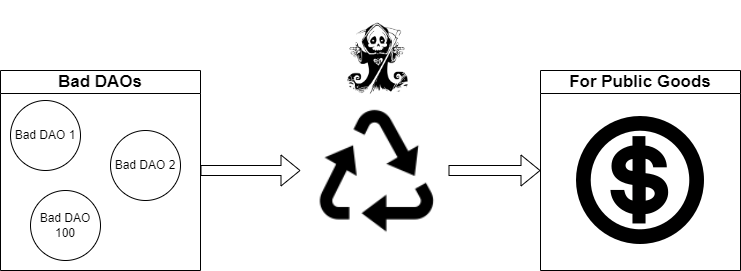 Bad DAOs
Bad DAO 1
Bad DAO 2
Bad DAO
100
For Public Goods